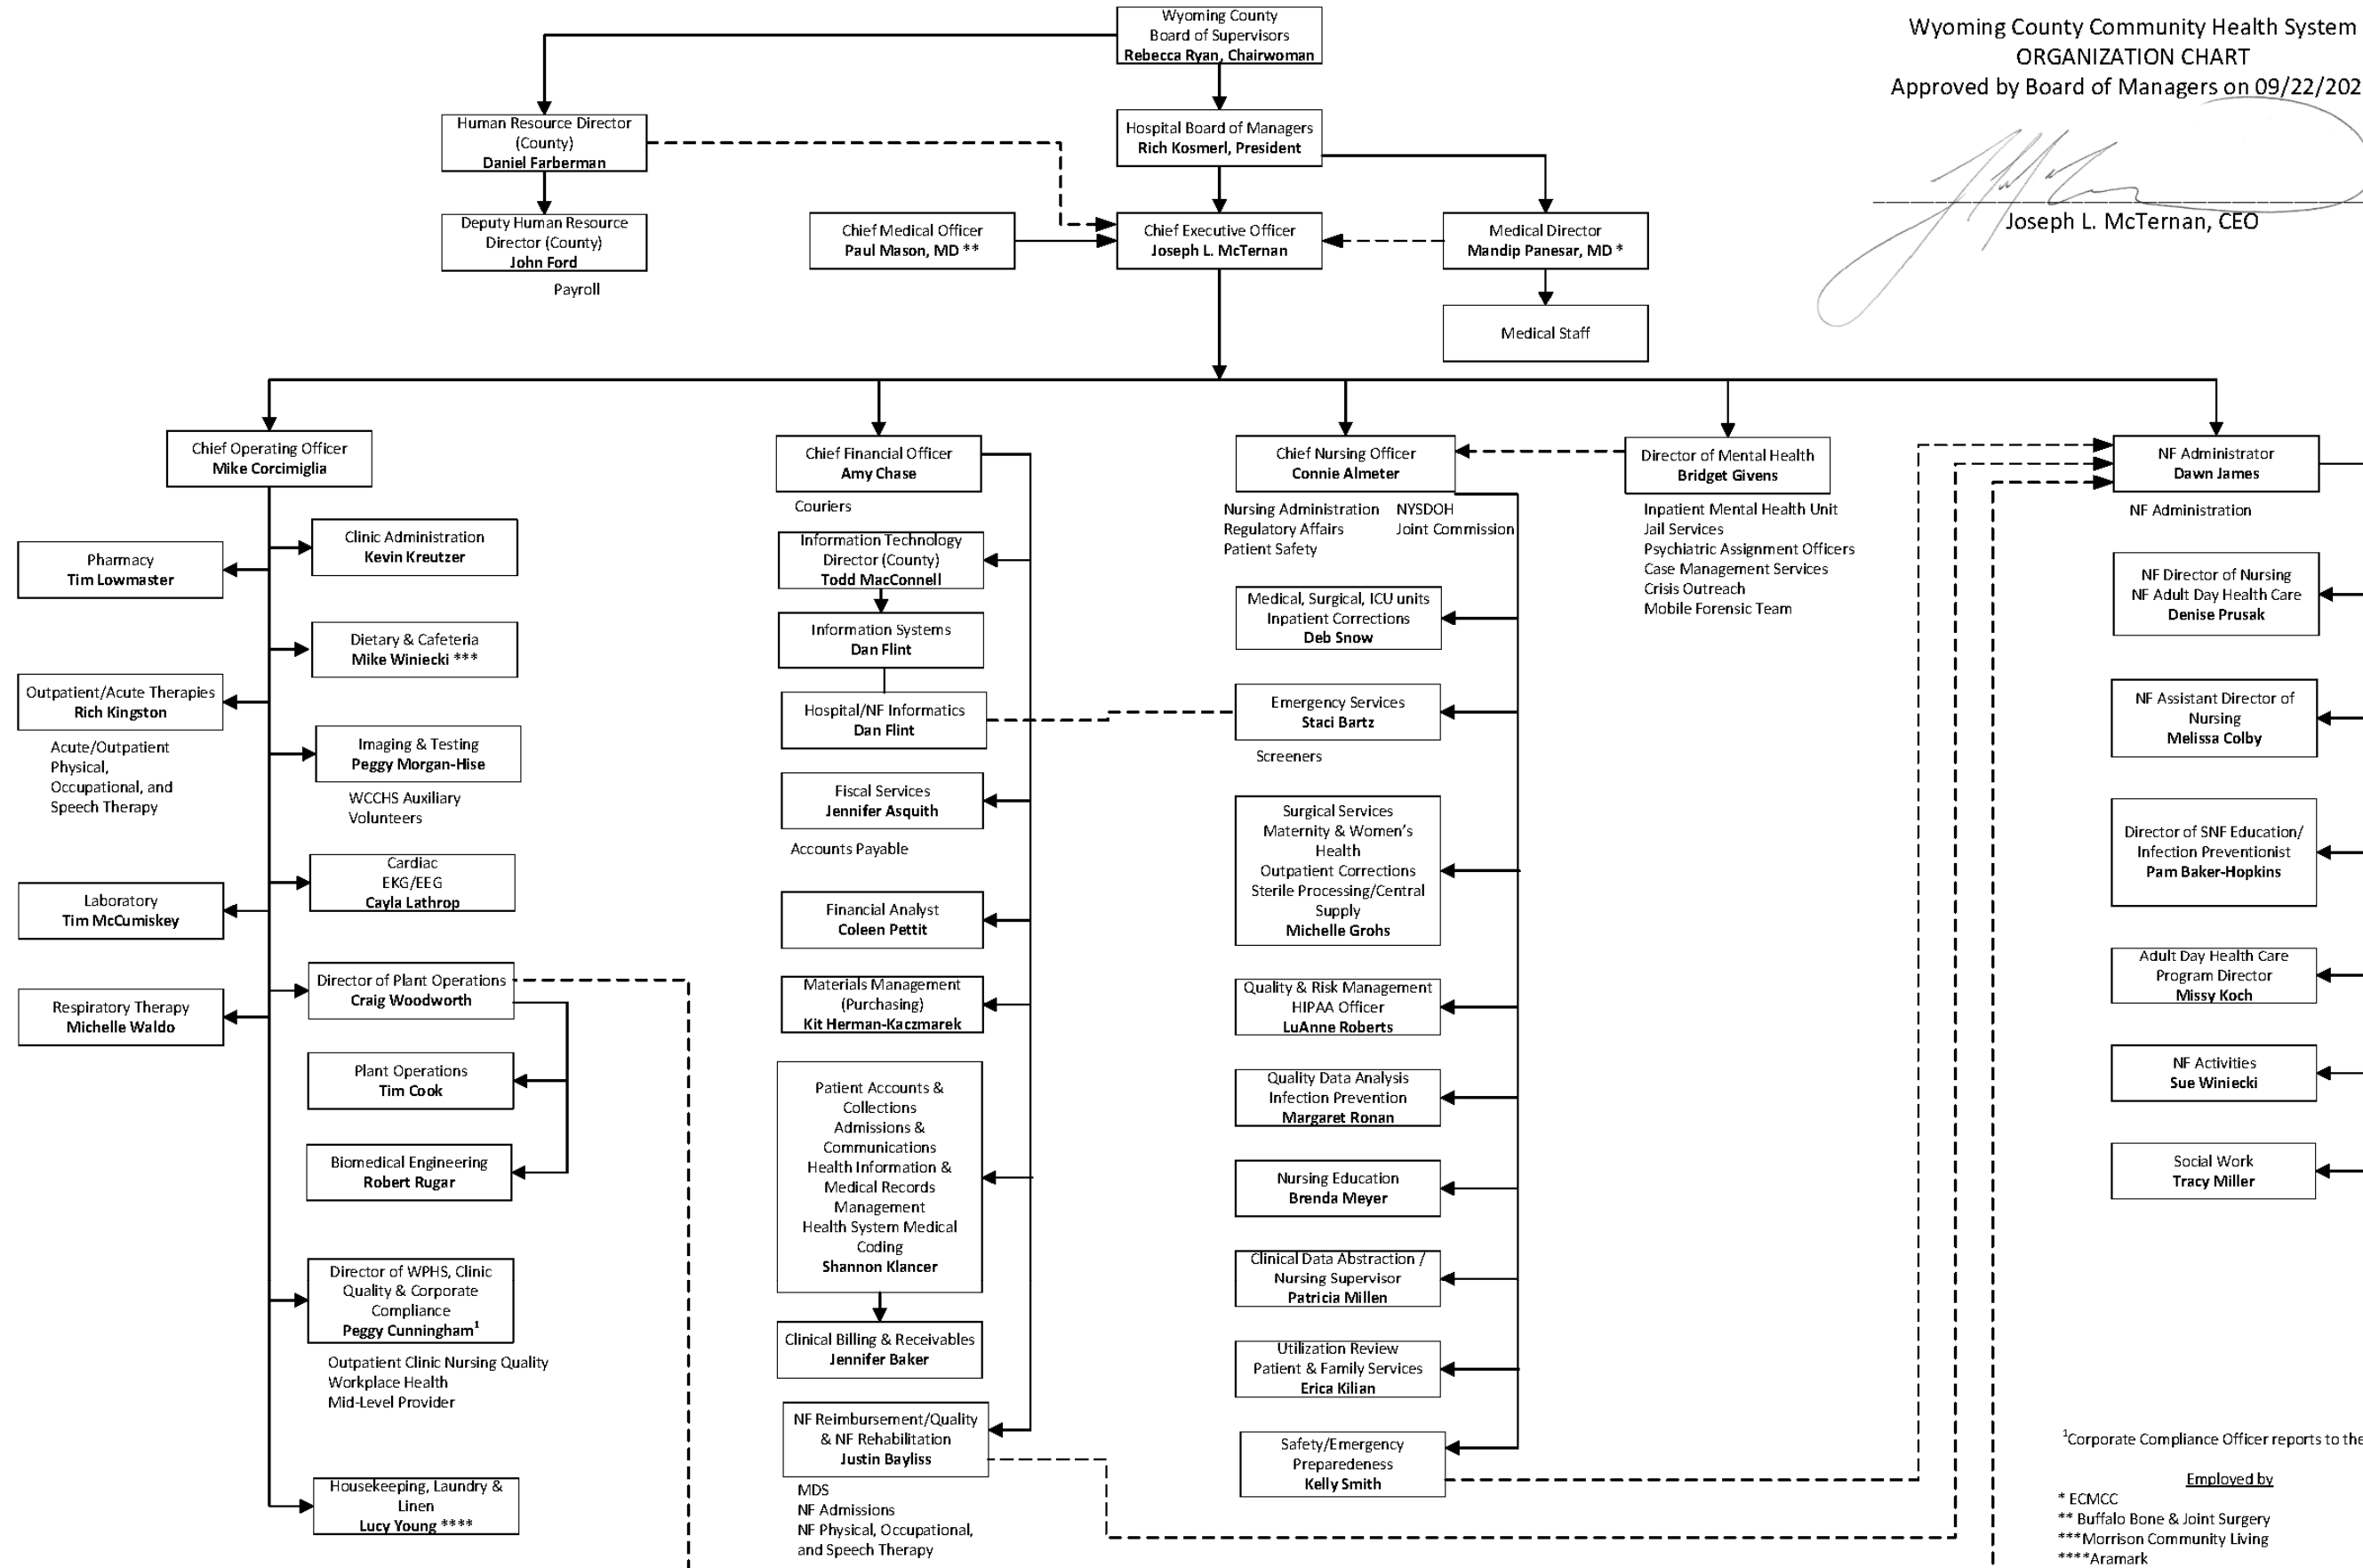 Wyoming County
Board of Supervisors
Rebecca Ryan, Chairwoman
Wyoming County Community Health System
ORGANIZATION CHART
Approved by Board of Managers on 09/22/202
Joseph L. McTernan, CEO
Human Resource Director
(County)
Daniel Farberman
Hospital Board of Managers
Rich Kosmerl, President
Deputy Human Resource
Director (County)
John Ford
Payroll
Chief Medical Officer
Paul Mason, MD **
Chief Executive Officer
Joseph L. McTernan
Medical Director
Mandip Panesar, MD *
Medical Staff
Chief Operating Officer
Mike Corcimiglia
Pharmacy
Tim Lowmaster
Clinic Administration
Kevin Kreutzer
Dietary & Cafeteria
Mike Winiecki ***
Outpatient/Acute Therapies
Rich Kingston
Acute/Outpatient
Physical,
Occupational, and
Speech Therapy
Imaging & Testing
Peggy Morgan-Hise
WCCHS Auxiliary
Volunteers
Cardiac
EKG/EEG
Cayla Lathrop
Laboratory
Tim McCumiskey
Director of Plant Operations
Craig Woodworth
Respiratory Therapy
Michelle Waldo
Plant Operations
Tim Cook
Biomedical Engineering
Robert Rugar
Director of WPHS, Clinic
Quality & Corporate
Compliance
Peggy Cunningham¹
Outpatient Clinic Nursing Quality
Workplace Health
Mid-Level Provider
Housekeeping, Laundry &
Linen
Lucy Young ****
Chief Financial Officer
Amy Chase
Couriers
Information Technology
Director (County)
Todd MacConnell
Information Systems
Dan Flint
Hospital/NF Informatics
Dan Flint
Fiscal Services
Jennifer Asquith
Accounts Payable
Financial Analyst
Coleen Pettit
Materials Management
(Purchasing)
Kit Herman-Kaczmarek
Patient Accounts &
Collections
Admissions &
Communications
Health Information &
Medical Records
Management
Health System Medical
Coding
Shannon Klancer
Clinical Billing & Receivables
Jennifer Baker
NF Reimbursement/Quality
& NF Rehabilitation
Justin Bayliss
MDS
NF Admissions
NF Physical, Occupational,
and Speech Therapy
Chief Nursing Officer
Connie Almeter
Nursing Administration NYSDOH
Regulatory Affairs Joint Commission
Patient Safety
Medical, Surgical, ICU units
Inpatient Corrections
Deb Snow
Emergency Services
Staci Bartz
Screeners
Surgical Services
Maternity & Women's
Health
Outpatient Corrections
Sterile Processing/Central
Supply
Michelle Grohs
Quality & Risk Management
HIPAA Officer
LuAnne Roberts
Quality Data Analysis
Infection Prevention
Margaret Ronan
Nursing Education
Brenda Meyer
Clinical Data Abstraction /
Nursing Supervisor
Patricia Millen
Utilization Review
Patient & Family Services
Erica Kilian
Safety/Emergency
Preparedeness
Kelly Smith
Director of Mental Health
Bridget Givens
Inpatient Mental Health Unit
Jail Services
Psychiatric Assignment Officers
Case Management Services
Crisis Outreach
Mobile Forensic Team
NF Administrator
Dawn James
NF Administration
NF Director of Nursing
NF Adult Day Health Care
Denise Prusak
NF Assistant Director of
Nursing
Melissa Colby
Director of SNF Education/
Infection Preventionist
Pam Baker-Hopkins
Adult Day Health Care
Program Director
Missy Koch
NF Activities
Sue Winiecki
Social Work
Tracy Miller
¹Corporate Compliance Officer reports to the
Employed by
* ECMCC
** Buffalo Bone & Joint Surgery
***Morrison Community Living
****Aramark